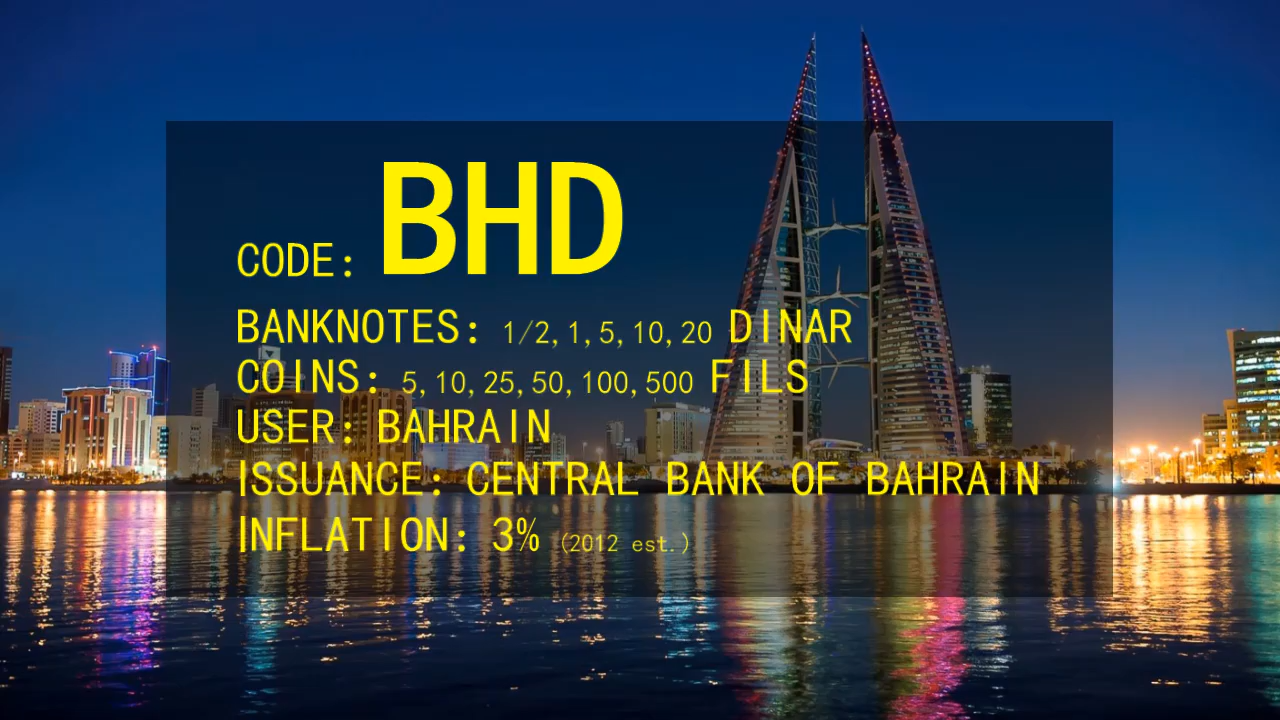 CODE: BHD
BANKNOTES: 1/2,1,5,10,20 DINAR
COINS: 5,10,25,50,100,500 FILS
USER: BAHRAIN
ISSUANCE: CENTRAL BANK OF BAHRAIN
INFLATION: 3% (2012 est.)